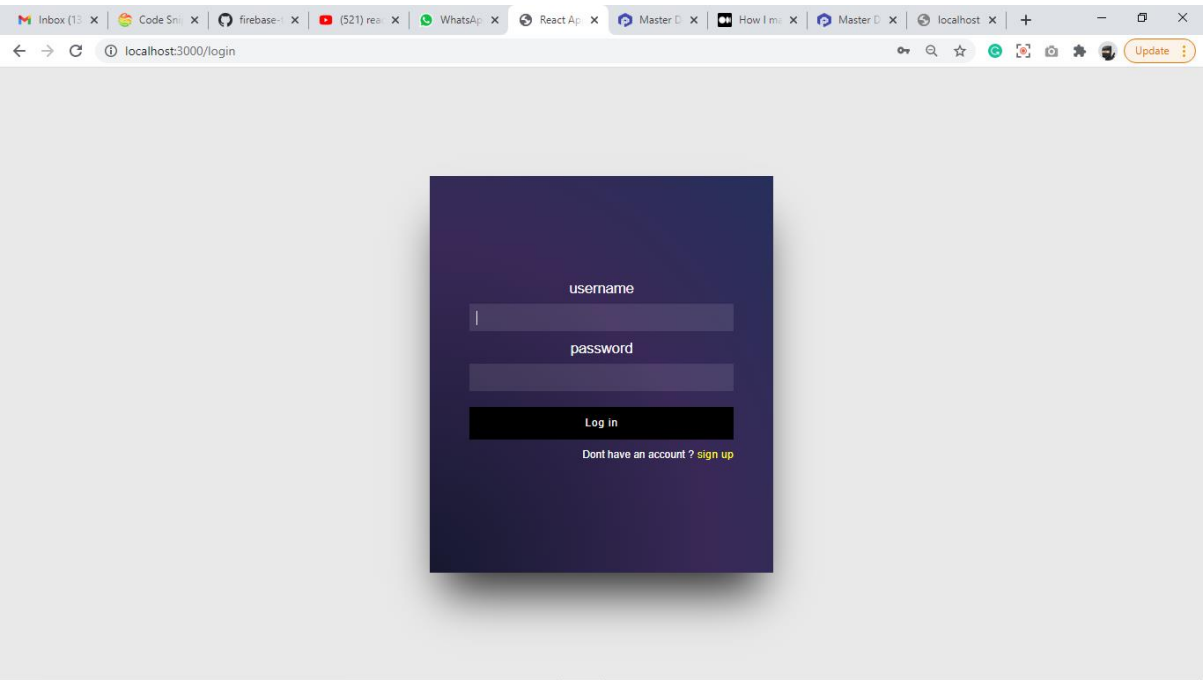 Inbox (13 Code Sni firebase-t (521) rea WhatsAp React Ap Master D How I ma Master D localhost
localhost:3000/login Update
username
password
Log in
Dont have an account ? sign up